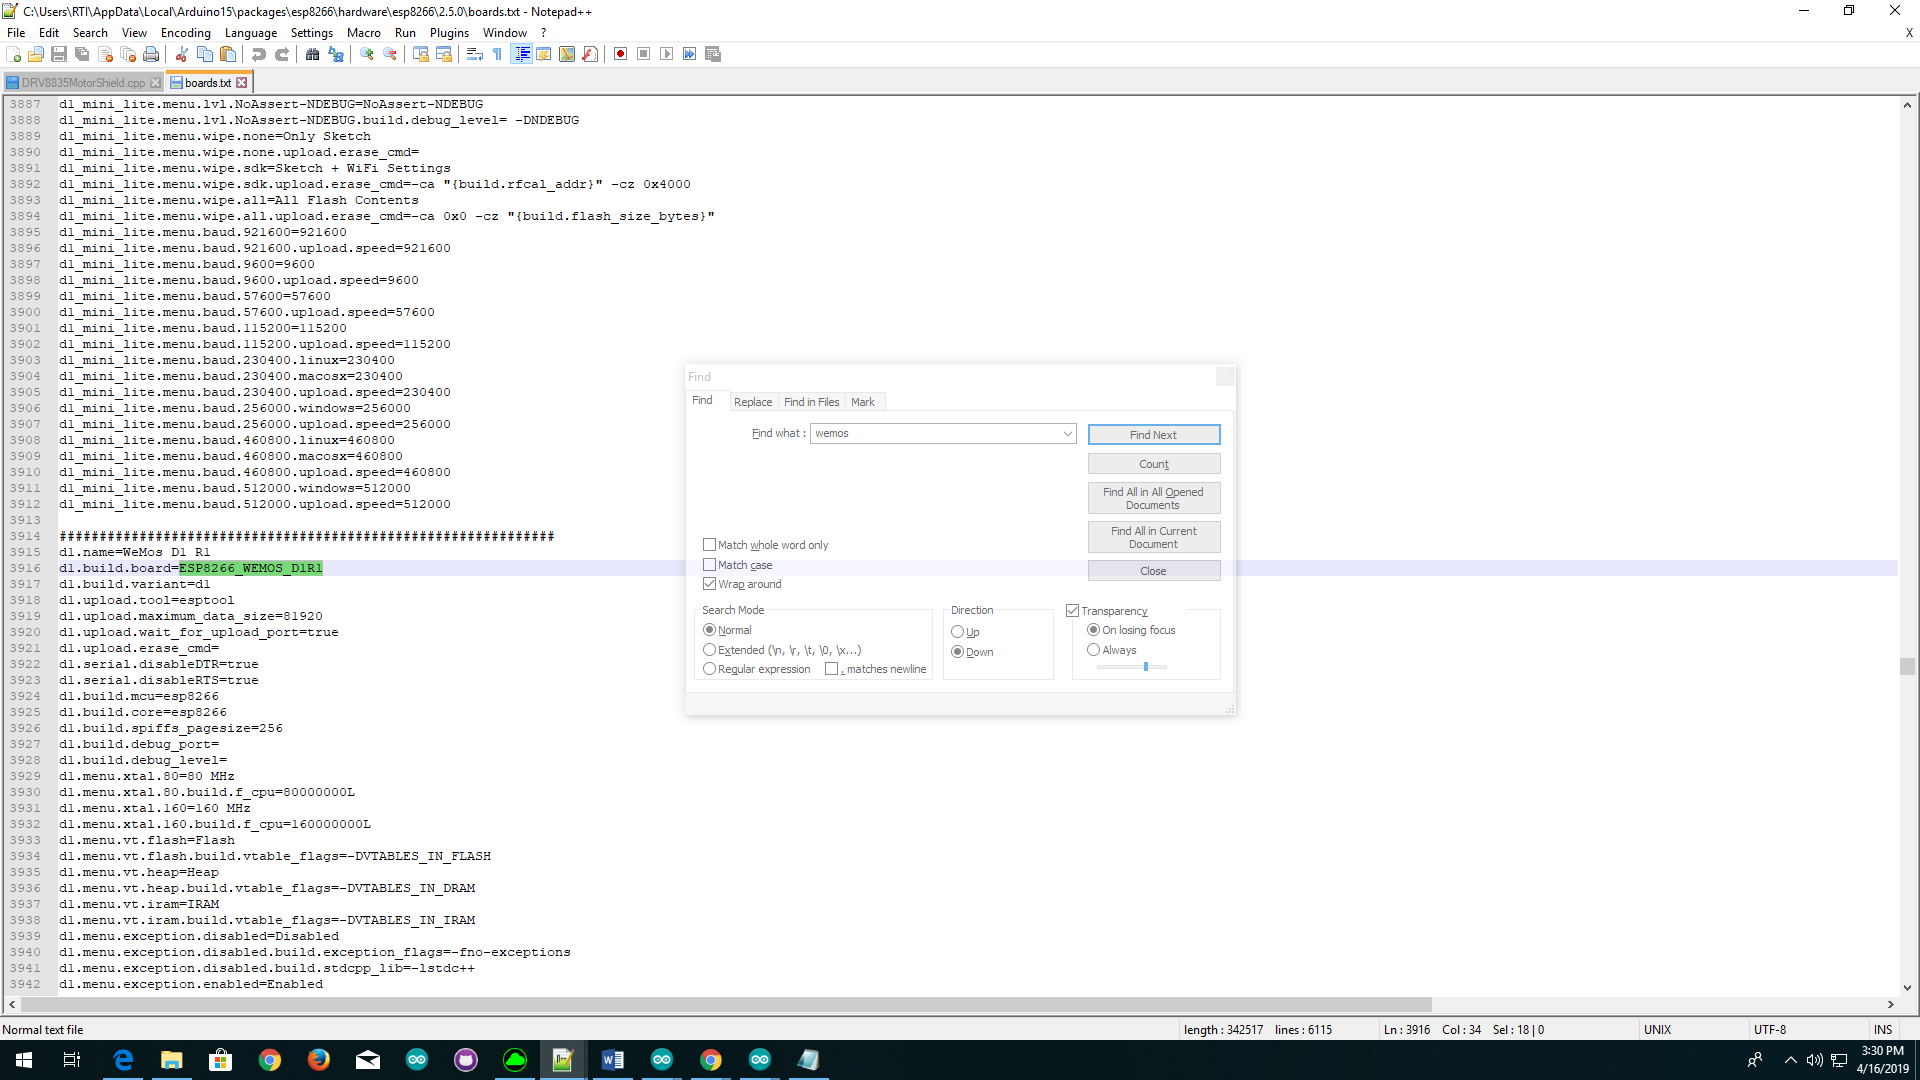 C:\Users\RTI\AppData\Local\Arduino15\packages\esp8266\hardware\esp8266\2.5.0\boards.txt - Notepad++
File Edit Search View Encoding Language Settings Macro Run Plugins Window ? X
DRV8835MotorShield.cpp boards.txt
3887 d1_mini_lite.menu.lvl.NoAssert-NDEBUG=NoAssert-NDEBUG
3888 d1_mini_lite.menu.lvl.NoAssert-NDEBUG.build.debug_level= -DNDEBUG
3889 d1_mini_lite.menu.wipe.none=Only Sketch
3890 d1_mini_lite.menu.wipe.none.upload.erase_cmd=
3891 d1_mini_lite.menu.wipe.sdk=Sketch + WiFi Settings
3892 d1_mini_lite.menu.wipe.sdk.upload.erase_cmd=-ca "{build.rfcal_addr}" -cz 0x4000
3893 d1_mini_lite.menu.wipe.all=All Flash Contents
3894 d1_mini_lite.menu.wipe.all.upload.erase_cmd=-ca 0x0 -cz "{build.flash_size_bytes}"
3895 d1_mini_lite.menu.baud.921600=921600
3896 d1_mini_lite.menu.baud.921600.upload.speed=921600
3897 d1_mini_lite.menu.baud.9600=9600
3898 d1_mini_lite.menu.baud.9600.upload.speed=9600
3899 d1_mini_lite.menu.baud.57600=57600
3900 d1_mini_lite.menu.baud.57600.upload.speed=57600
3901 d1_mini_lite.menu.baud.115200=115200
3902 d1_mini_lite.menu.baud.115200.upload.speed=115200
3903 d1_mini_lite.menu.baud.230400.linux=230400
3904 d1_mini_lite.menu.baud.230400.macosx=230400
3905 d1_mini_lite.menu.baud.230400.upload.speed=230400
3906 d1_mini_lite.menu.baud.256000.windows=256000
3907 d1_mini_lite.menu.baud.256000.upload.speed=256000
3908 d1_mini_lite.menu.baud.460800.linux=460800
3909 d1_mini_lite.menu.baud.460800.macosx=460800
3910 d1_mini_lite.menu.baud.460800.upload.speed=460800
3911 d1_mini_lite.menu.baud.512000.windows=512000
3912 d1_mini_lite.menu.baud.512000.upload.speed=512000
3913
3914 ##############################################################
3915 d1.name=WeMos D1 R1
3916 d1.build.board=ESP8266_WEMOS_D1R1
3917 d1.build.variant=d1
3918 d1.upload.tool=esptool
3919 d1.upload.maximum_data_size=81920
3920 d1.upload.wait_for_upload_port=true
3921 d1.upload.erase_cmd=
3922 d1.serial.disableDTR=true
3923 d1.serial.disableRTS=true
3924 d1.build.mcu=esp8266
3925 d1.build.core=esp8266
3926 d1.build.spiffs_pagesize=256
3927 d1.build.debug_port=
3928 d1.build.debug_level=
3929 d1.menu.xtal.80=80 MHz
3930 d1.menu.xtal.80.build.f_cpu=80000000L
3931 d1.menu.xtal.160=160 MHz
3932 d1.menu.xtal.160.build.f_cpu=160000000L
3933 d1.menu.vt.flash=Flash
3934 d1.menu.vt.flash.build.vtable_flags=-DVTABLES_IN_FLASH
3935 d1.menu.vt.heap=Heap
3936 d1.menu.vt.heap.build.vtable_flags=-DVTABLES_IN_DRAM
3937 d1.menu.vt.iram=IRAM
3938 d1.menu.vt.iram.build.vtable_flags=-DVTABLES_IN_IRAM
3939 d1.menu.exception.disabled=Disabled
3940 d1.menu.exception.disabled.build.exception_flags=-fno-exceptions
3941 d1.menu.exception.disabled.build.stdcpp_lib=-lstdc++
3942 d1.menu.exception.enabled=Enabled
Find
Find Replace Find in Files Mark
Find what : wemos
Find Next
Count
Find All in All Opened
Documents
Find All in Current
Document
Close
Match whole word only
Match case
Wrap around
Search Mode
Normal
Extended (\n, \r, \t, \0, \x...)
Regular expression . matches newline
Direction
Up
Down
Transparency
On losing focus
Always
Normal text file length : 342517 lines : 6115 Ln : 3916 Col : 34 Sel : 18 | 0 UNIX UTF-8 INS
3:30 PM
4/16/2019